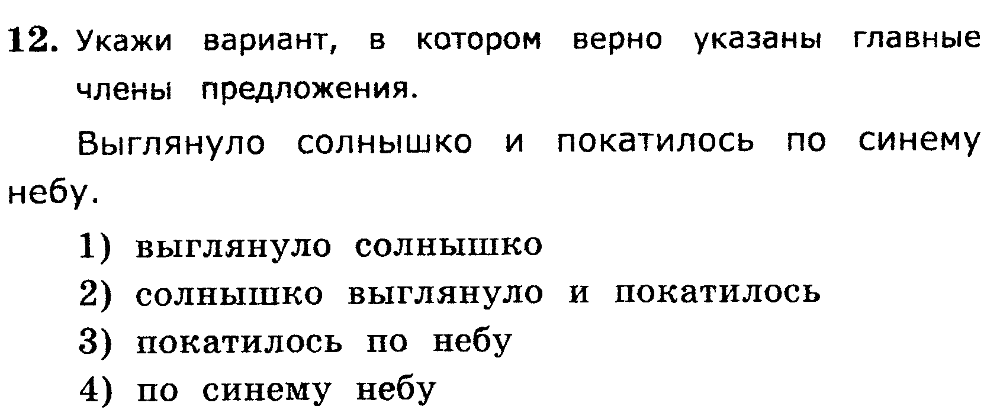 12. Укажи вариант, в котором верно указаны главные
члены предложения.
Выглянуло солнышко и покатилось по синему
небу.
1) выглянуло солнышко
2) солнышко выглянуло и покатилось
3) покатилось по небу
4) по синему небу